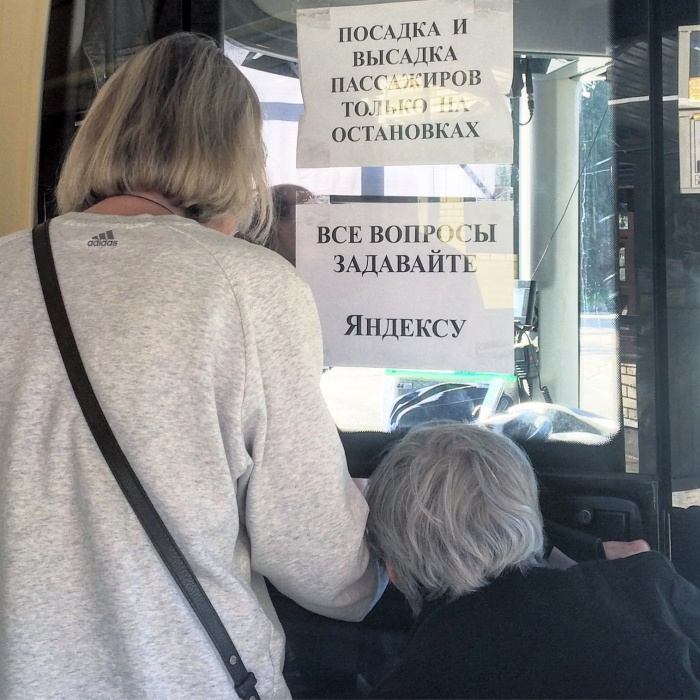 ПОСАДКА И
ВЫСАДКА
ПАССАЖИРОВ
ТОЛЬКО НА
ОСТАНОВКАХ
ВСЕ ВОПРОСЫ
ЗАДАВАЙТЕ
ЯНДЕКСУ
adidas